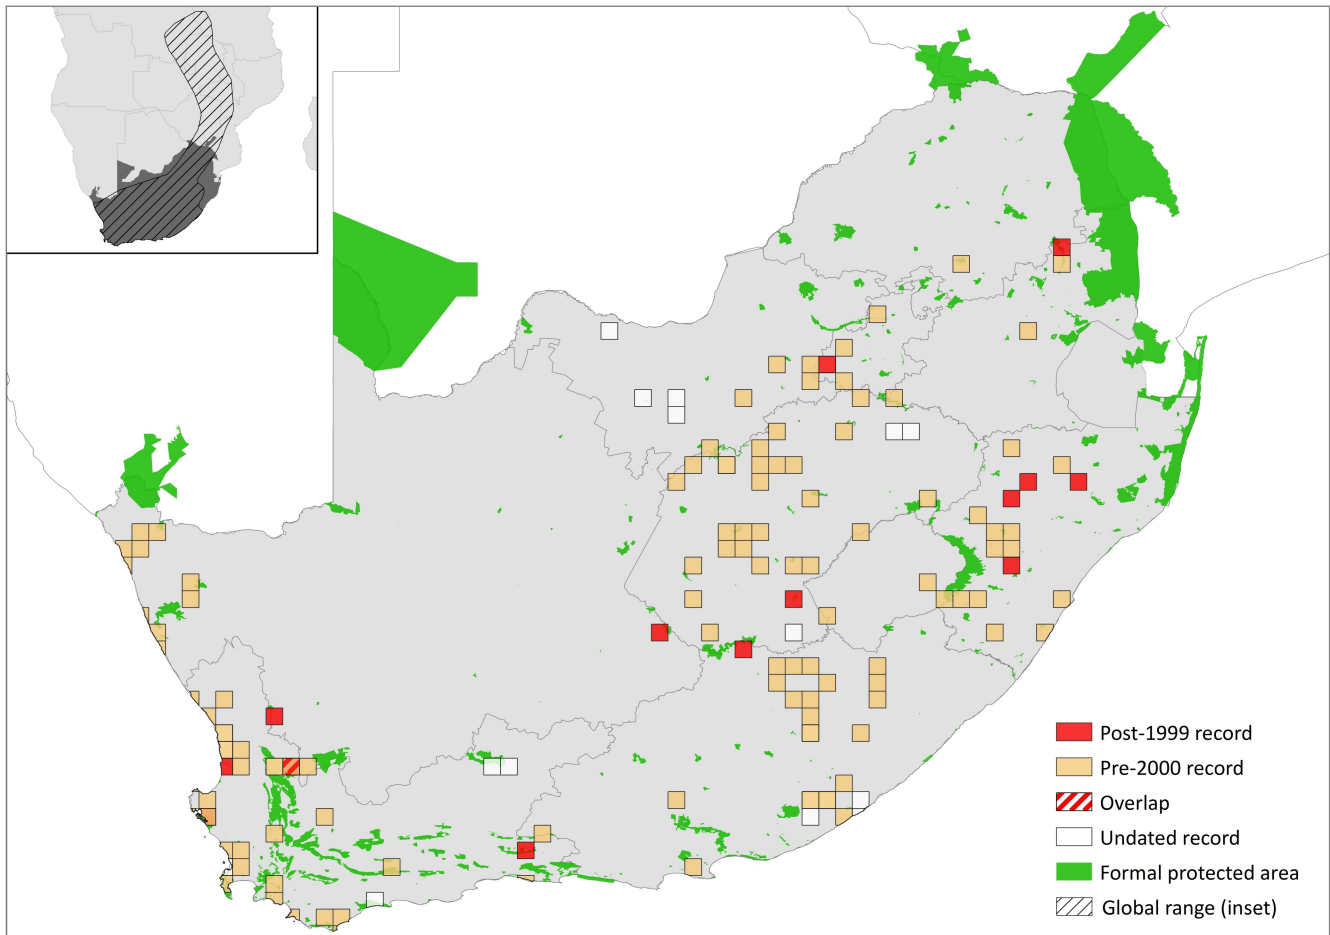 Post-1999 record
Pre-2000 record
Overlap
Undated record
Formal protected area
Global range (inset)